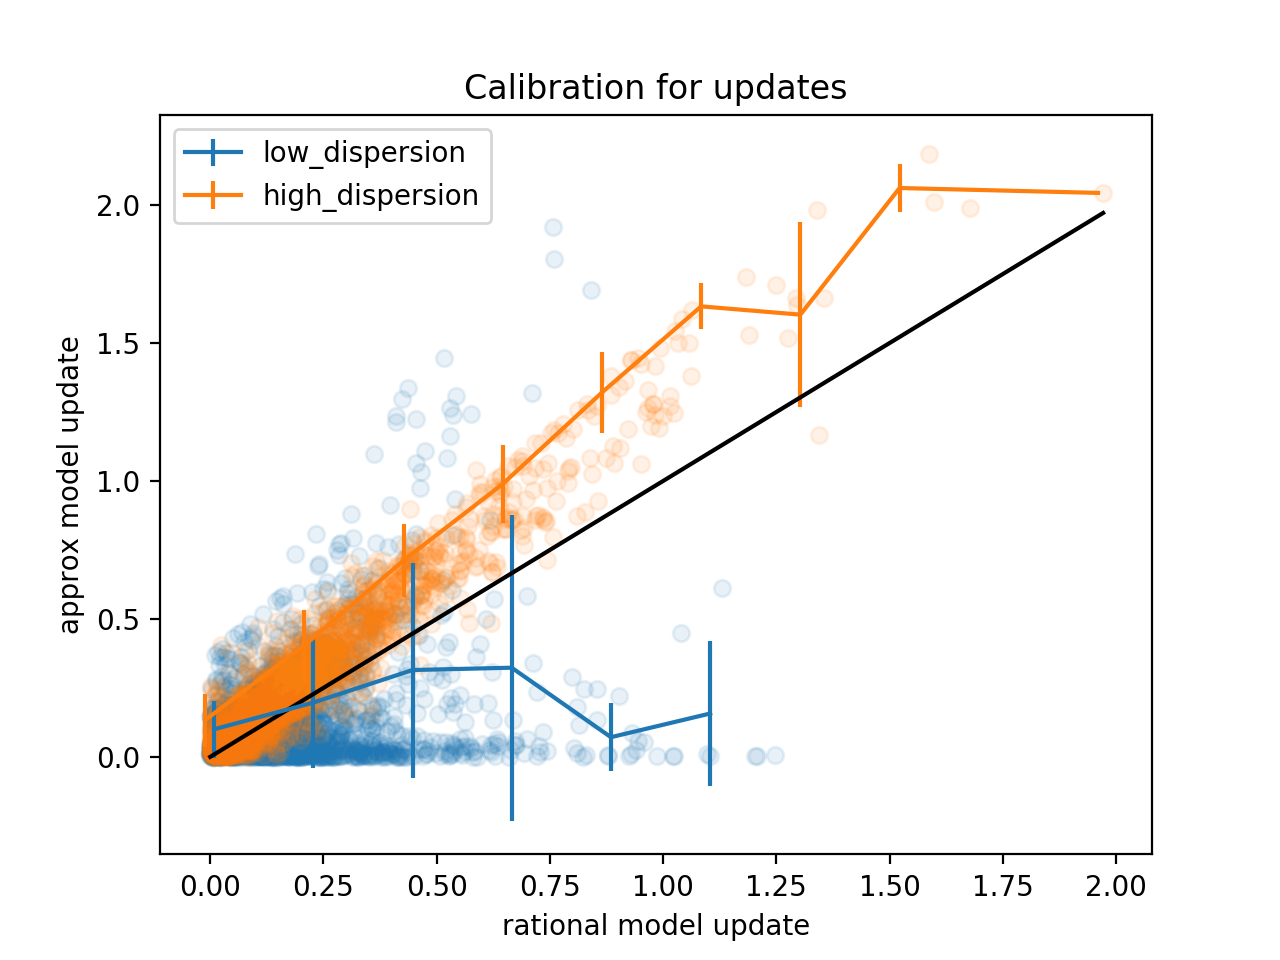 Calibration for updates
low_dispersion
high_dispersion
approx model update
2.0
1.5
1.0
0.5
0.0
0.00 0.25 0.50 0.75 1.00 1.25 1.50 1.75 2.00
rational model update